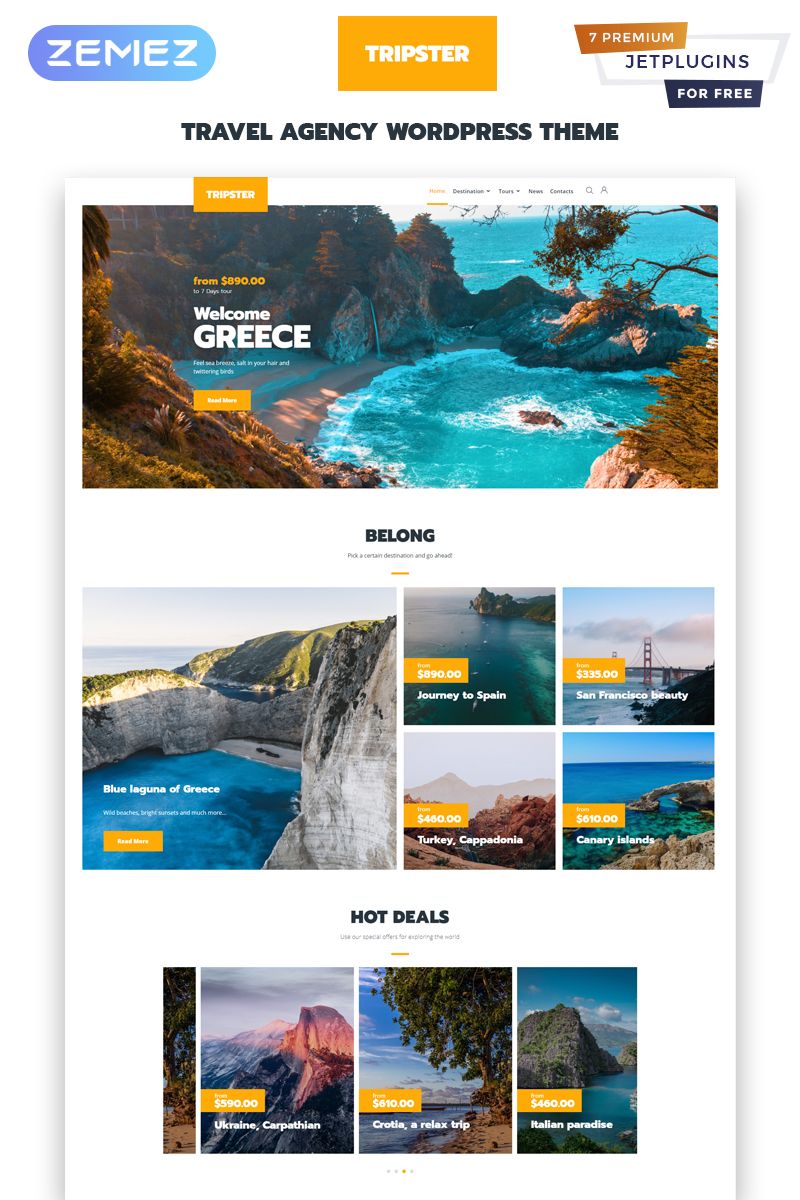 ZEMEZ
TRIPSTER
7 PREMIUM
JETPLUGINS
FOR FREE
TRAVEL AGENCY WORDPRESS THEME
TRIPSTER
Home Destination Tours News Contacts
from $890.00
to 7 Days tour
Welcome
GREECE
Feel sea breeze, salt in your hair and
twittering birds
Read More
BELONG
Pick a certain destination and go ahead!
Blue laguna of Greece
Wild beaches, bright sunsets and much more...
Read More
from
$890.00
Journey to Spain
from
$335.00
San Francisco beauty
from
$460.00
Turkey, Cappadonia
from
$610.00
Canary islands
HOT DEALS
Use our special offers for exploring the world
from
$590.00
Ukraine, Carpathian
from
$610.00
Crotia, a relax trip
from
$460.00
Italian paradise